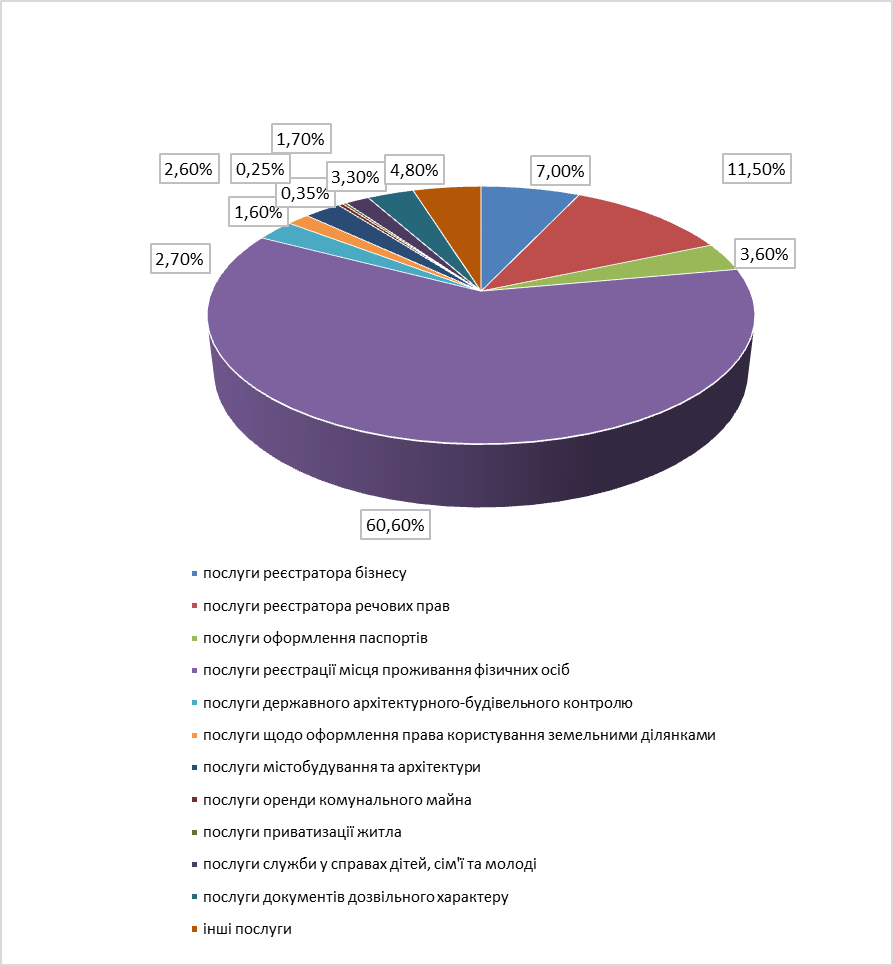 1,70%
2,60%
0,25%
3,30%
4,80%
7,00%
11,50%
0,35%
1,60%
2,70%
3,60%
60,60%
послуги реєстратора бізнесу
послуги реєстратора речових прав
послуги оформлення паспортів
послуги реєстрації місця проживання фізичних осіб
послуги державного архітектурного-будівельного контролю
послуги щодо оформлення права користування земельними ділянками
послуги містобудування та архітектури
послуги оренди комунального майна
послуги приватизації житла
послуги служби у справах дітей, сім'ї та молоді
послуги документів дозвільного характеру
інші послуги